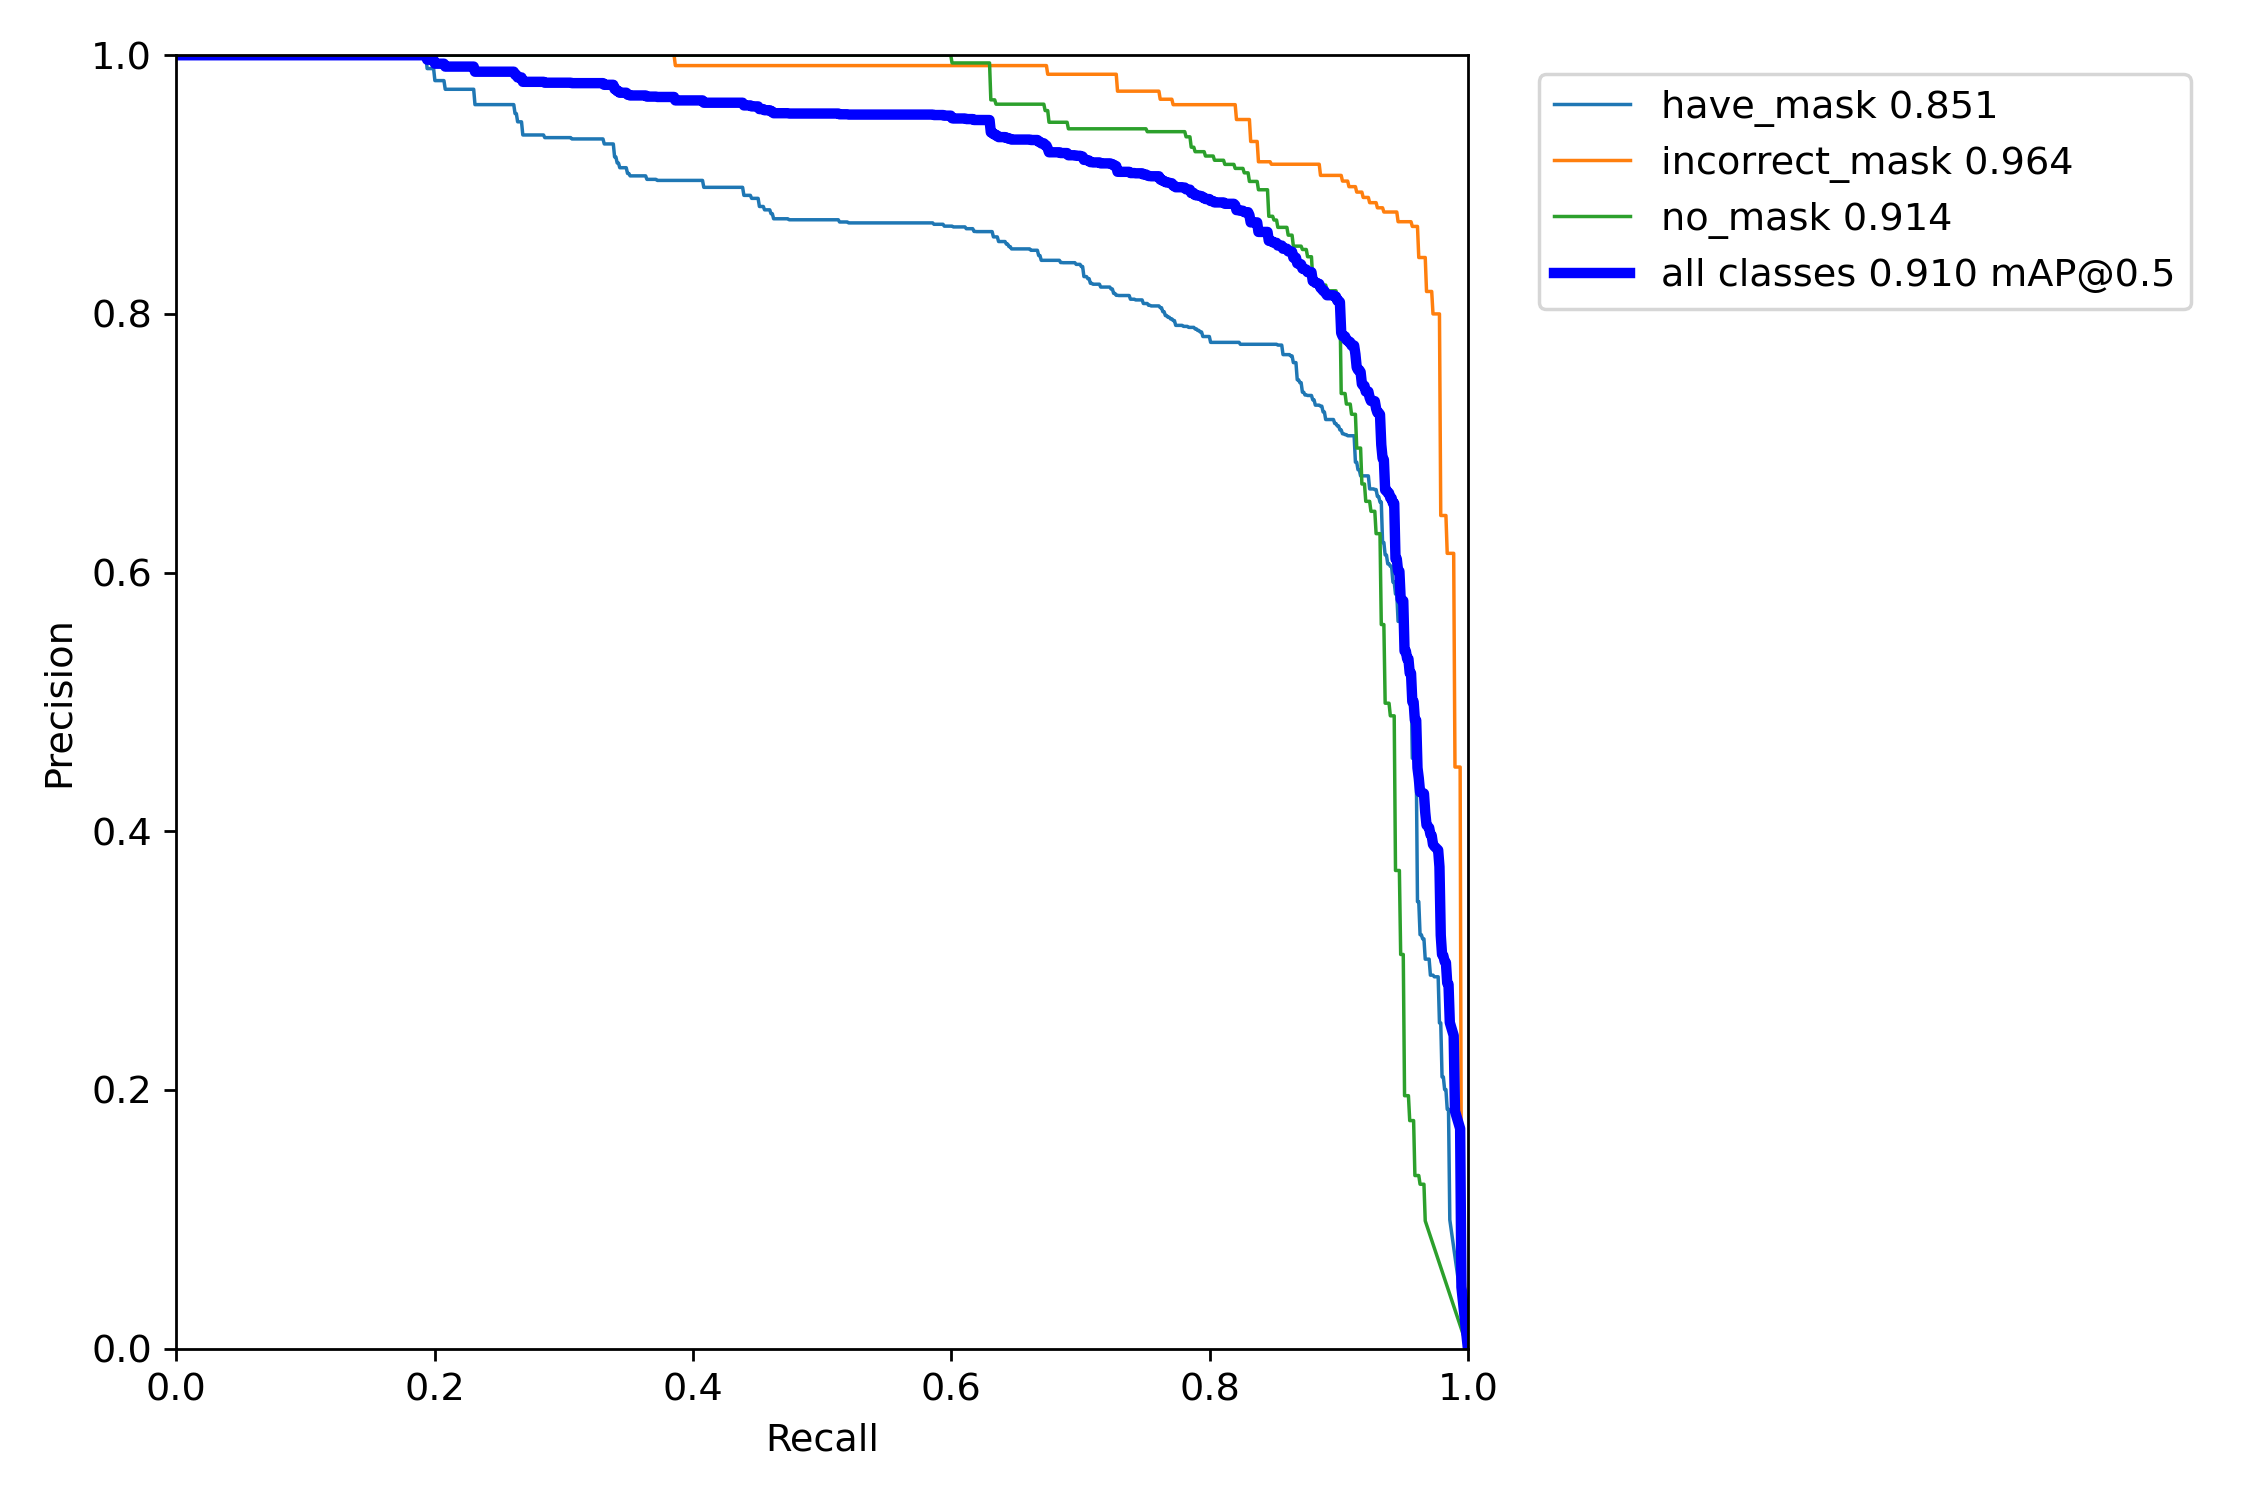 1.0
0.8
0.6
0.4
0.2
0.0
Precision
0.0 0.2 0.4 0.6 0.8 1.0
Recall
have_mask 0.851
incorrect_mask 0.964
no_mask 0.914
all classes 0.910 mAP@0.5